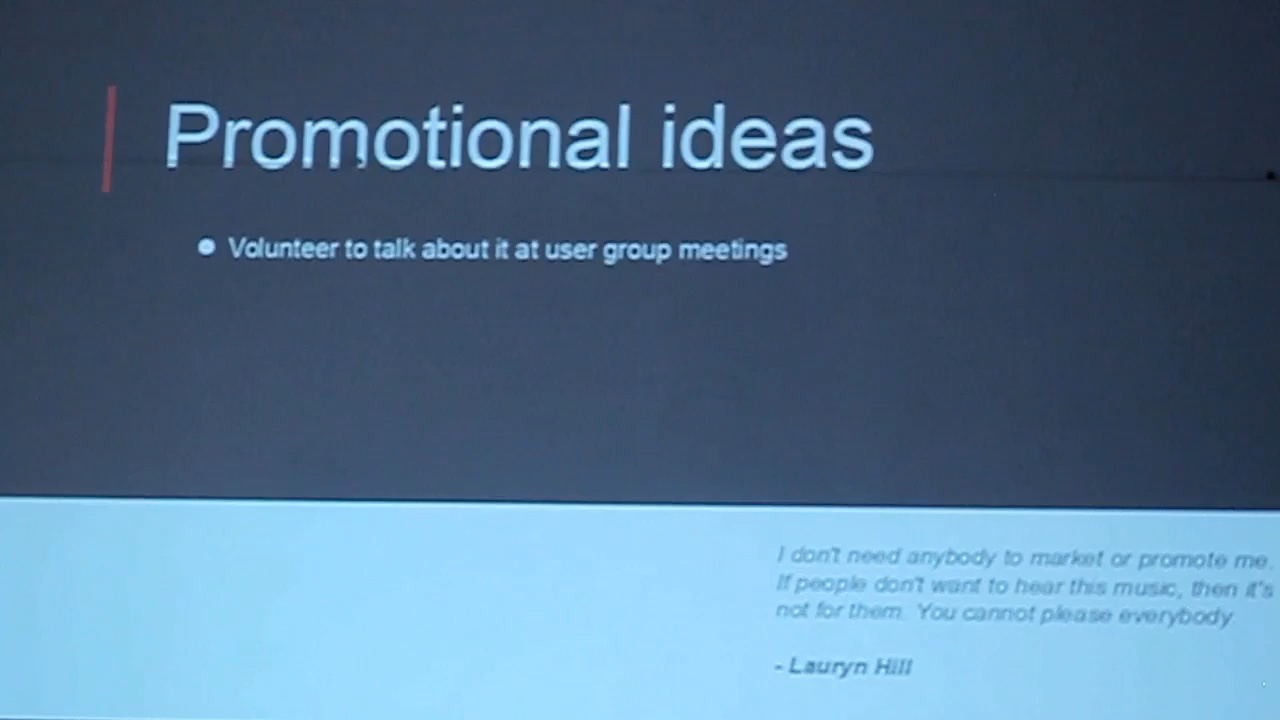 Promotional ideas
Volunteer to talk about it at user group meetings
I don't need anybody to market or promote me.
If people don't want to hear this music, then it's
not for them. You cannot please everybody.
- Lauryn Hill